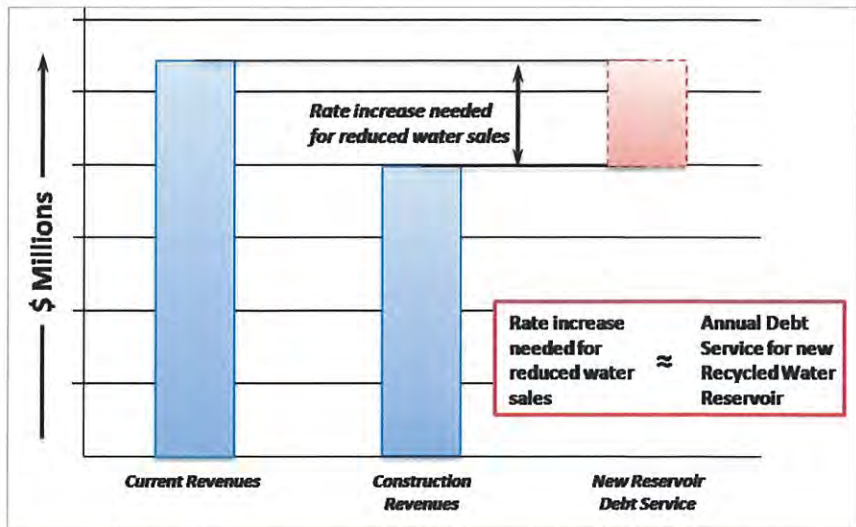 $ Millions
Rate increase needed
for reduced water sales
Rate increase
needed for
reduced water
sales
≈
Annual Debt
Service for new
Recycled Water
Reservoir
Current Revenues
Construction
Revenues
New Reservoir
Debt Service